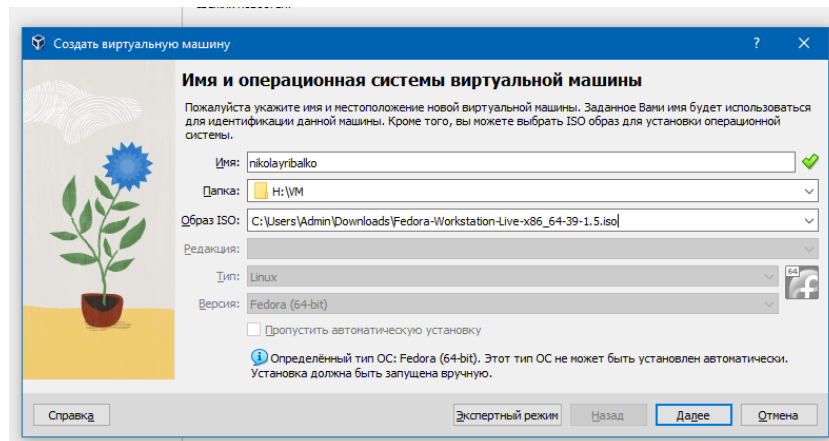 Создать виртуальную машину
?
Имя и операционная системы виртуальной машины
Пожалуйста укажите имя и местоположение новой виртуальной машины. Заданное Вами имя будет использоваться
для идентификации данной машины. Кроме того, вы можете выбрать ISO образ для установки операционной
системы.
Имя: nikolayribalko
Папка: H:\VM
Образ ISO: C:\Users\Admin\Downloads\Fedora-Workstation-Live-x86_64-39-1.5.iso
Редакция:
Тип: Linux
64
Версия: Fedora (64-bit)
Пропустить автоматическую установку
Определённый тип ОС: Fedora (64-bit). Этот тип ОС не может быть установлен автоматически.
Установка должна быть запущена вручную.
Справка Экспертный режим Назад Далее Отмена